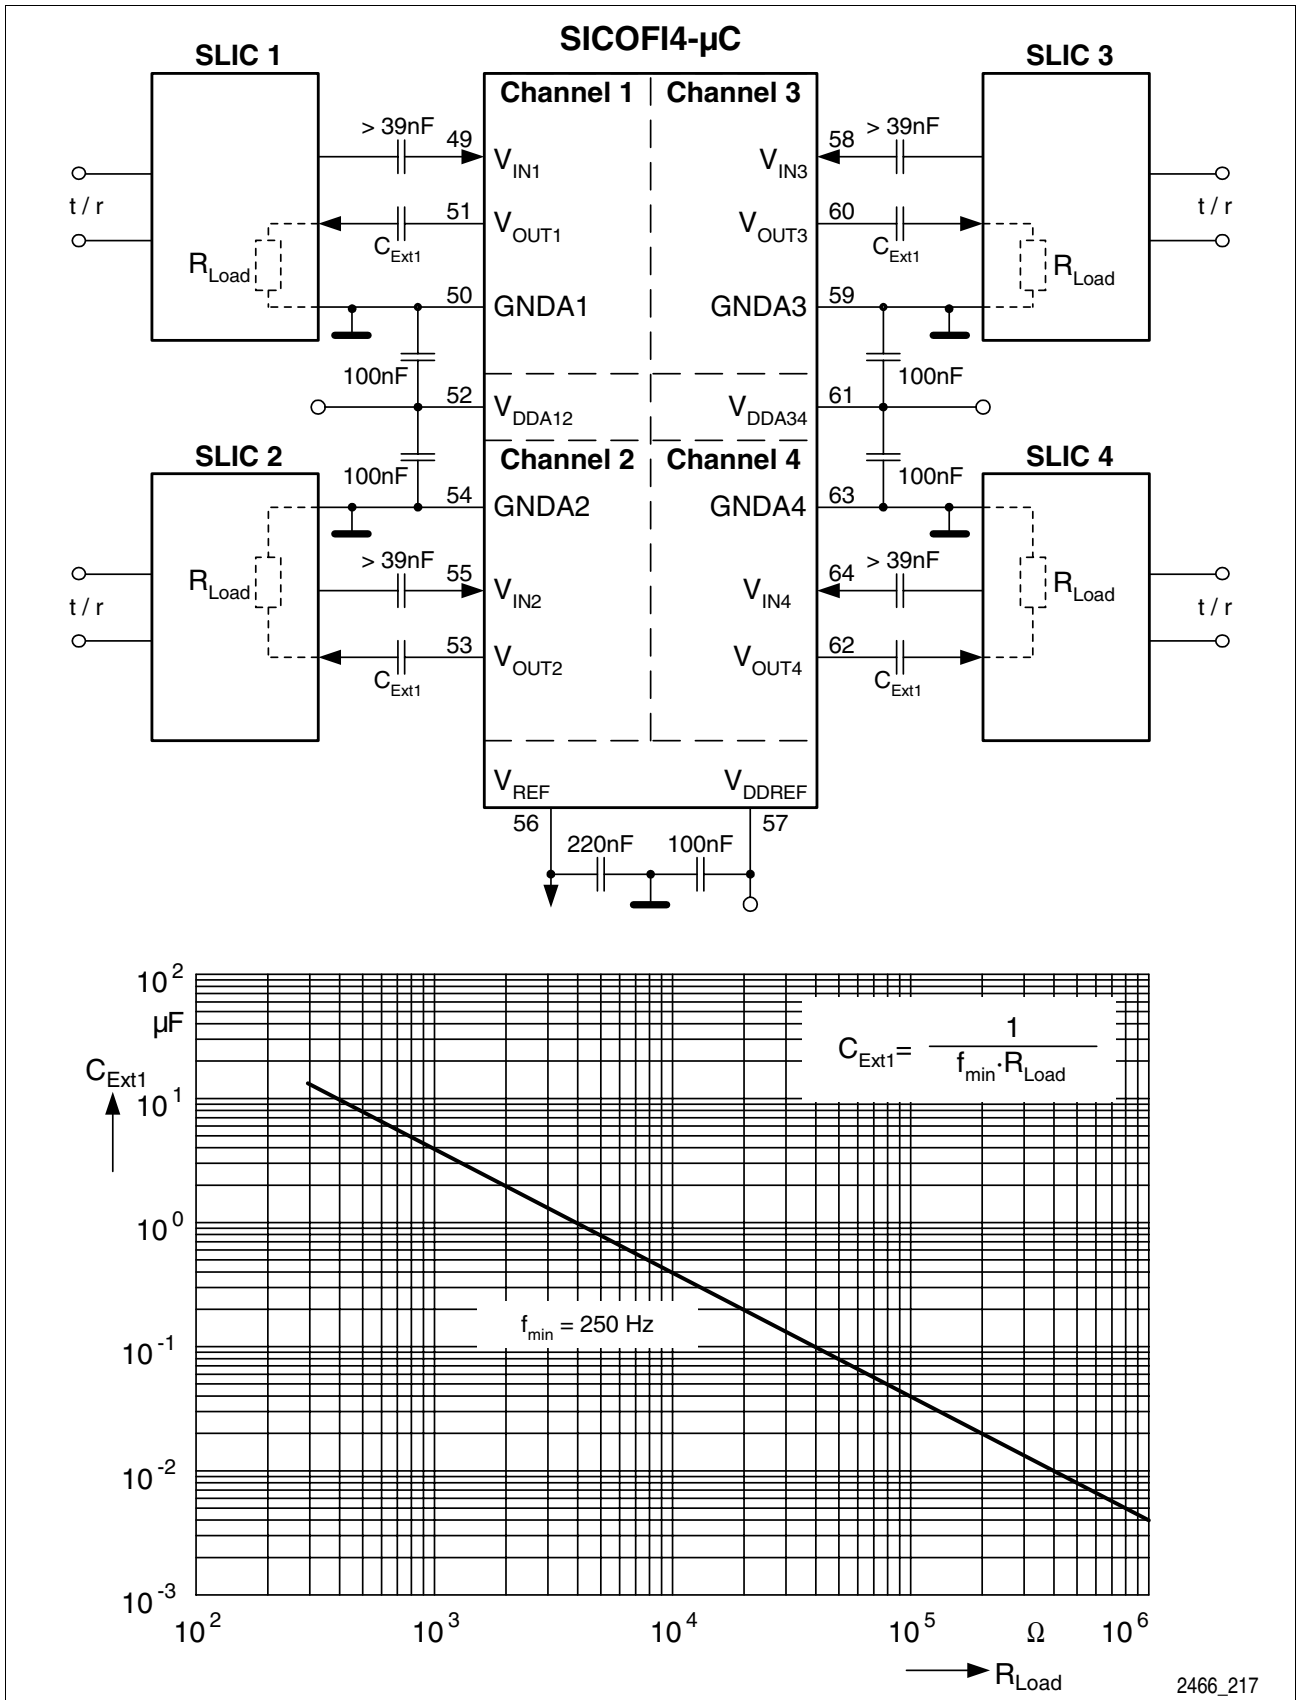 SICOFI4-µC
SLIC 1
SLIC 3
Channel 1 Channel 3
> 39nF 49 V_IN1
V_IN3 58 > 39nF
t / r
t / r
51 V_OUT1
C_Ext1
V_OUT3 60
C_Ext1
R_Load
R_Load
50 GNDA1
GNDA3 59
100nF
100nF
52 V_DDA12
V_DDA34 61
SLIC 2
SLIC 4
Channel 2 Channel 4
100nF
100nF
54 GNDA2
GNDA4 63
> 39nF
> 39nF
R_Load
R_Load
55 V_IN2
V_IN4 64
t / r
t / r
53 V_OUT2
C_Ext1
V_OUT4 62
C_Ext1
V_REF V_DDREF
56 57
220nF 100nF
10^2
µF
C_Ext1
10^1
10^0
10^-1
10^-2
10^-3
C_Ext1 = 1 / f_min·R_Load
f_min = 250 Hz
10^2 10^3 10^4 10^5 Ω 10^6
R_Load
2466_217